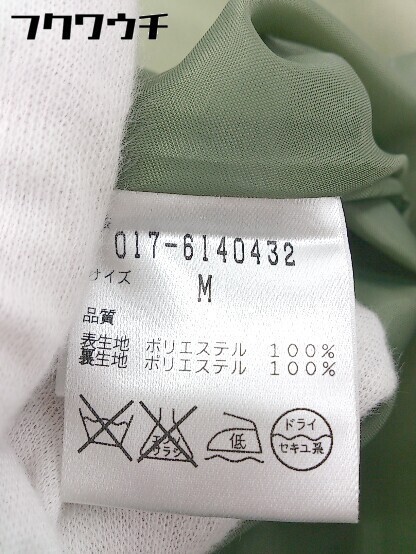 フクワウチ
017-6140432
サイズ
M
品質
表生地 ポリエステル 100%
裏生地 ポリエステル 100%
低
ドライ
セキユ系